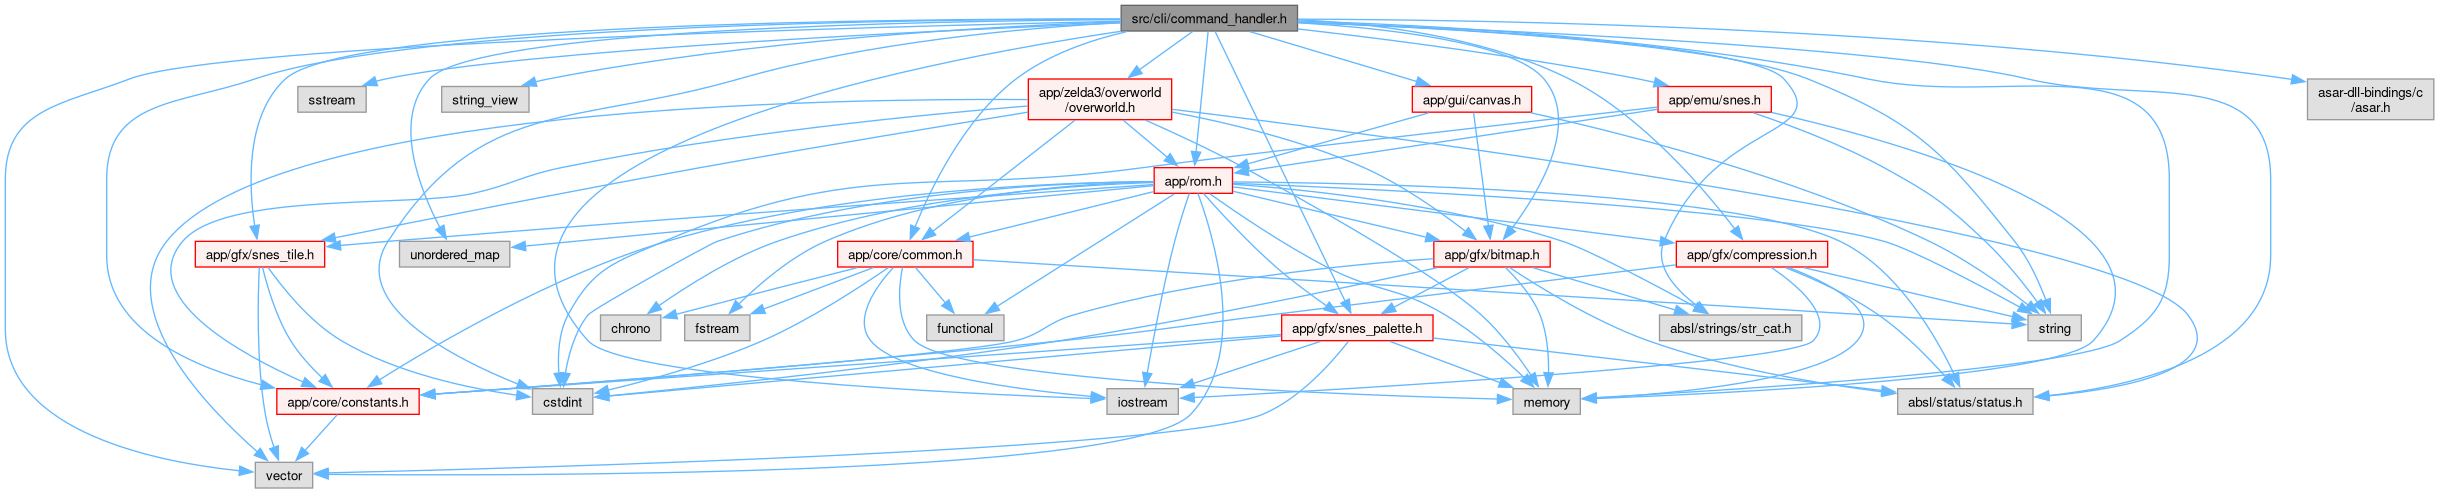 src/cli/command_handler.h
sstream
string_view
app/zelda3/overworld
/overworld.h
app/gui/canvas.h
app/emu/snes.h
asar-dll-bindings/c
/asar.h
app/rom.h
app/gfx/snes_tile.h
unordered_map
app/core/common.h
app/gfx/bitmap.h
app/gfx/compression.h
chrono
fstream
functional
app/gfx/snes_palette.h
absl/strings/str_cat.h
string
app/core/constants.h
cstdint
iostream
memory
absl/status/status.h
vector